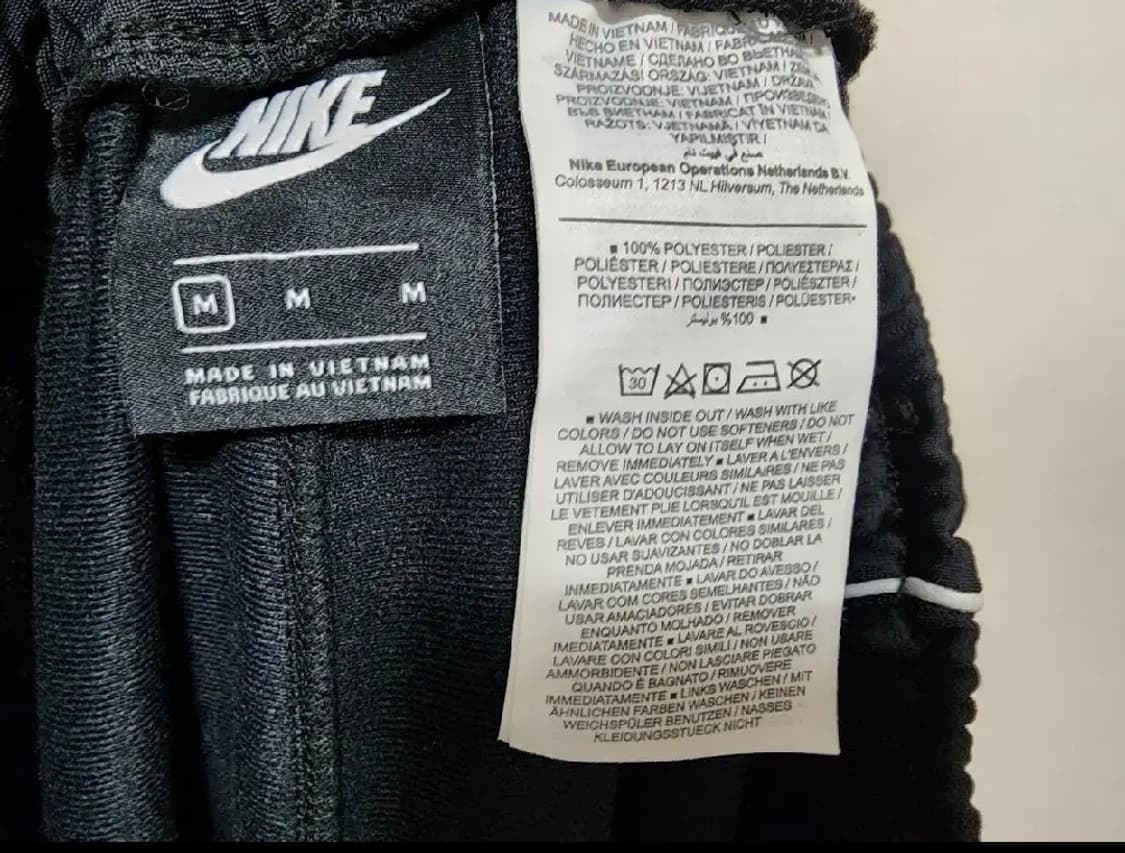 NIKE
M M M
MADE IN VIETNAM
FABRIQUE AU VIETNAM
MADE IN VIETNAM /
HECHO EN VIETNAM /
VIETNAME / СДЕЛАНО ВО
SZÁRMAZÁSI ORSZÁG: VIETNAM /
PROIZVODNJE: VIJETNAM / DRŽAVA
PROIZVODNJE: VIETNAM /
FABRICAT ÎN VIETNAM
RAŽOTS: VJETNAMĀ / VİYETNAM'DA
YAPILMIŞTIR /
صنع في فيتنام
Nike European Operations Netherlands B.V.
Colosseum 1, 1213 NL Hilversum, The Netherlands
▪ 100% POLYESTER / POLIESTER /
POLIÉSTER / POLIESTERE / ΠΟΛΥΕΣΤΕΡΑΣ /
POLYESTERI / ПОЛИЭСТЕР / POLIÉSZTER /
ПОЛИЕСТЕР / POLIESTERIS / POLÜESTER•
%100 ▪
30
▪ WASH INSIDE OUT / WASH WITH LIKE
COLORS / DO NOT USE SOFTENERS / DO NOT
ALLOW TO LAY ON ITSELF WHEN WET /
REMOVE IMMEDIATELY ▪ LAVER A L'ENVERS /
LAVER AVEC COULEURS SIMILAIRES / NE PAS
UTILISER D'ADOUCISSANT / NE PAS LAISSER
LE VETEMENT PLIE LORSQU'IL EST MOUILLE /
ENLEVER IMMEDIATEMENT ▪ LAVAR DEL
REVES / LAVAR CON COLORES SIMILARES /
NO USAR SUAVIZANTES / NO DOBLAR LA
PRENDA MOJADA / RETIRAR
INMEDIATAMENTE ▪ LAVAR DO AVESSO /
LAVAR COM CORES SEMELHANTES / NÃO
USAR AMACIADORES / EVITAR DOBRAR
ENQUANTO MOLHADO / REMOVER
IMEDIATAMENTE ▪ LAVARE AL ROVESCIO /
LAVARE CON COLORI SIMILI / NON USARE
AMMORBIDENTE / NON LASCIARE PIEGATO
QUANDO È BAGNATO / RIMUOVERE
IMMEDIATAMENTE ▪ LINKS WASCHEN / MIT
ÄHNLICHEN FARBEN WASCHEN / KEINEN
WEICHSPÜLER BENUTZEN / NASSES
KLEIDUNGSSTUECK NICHT